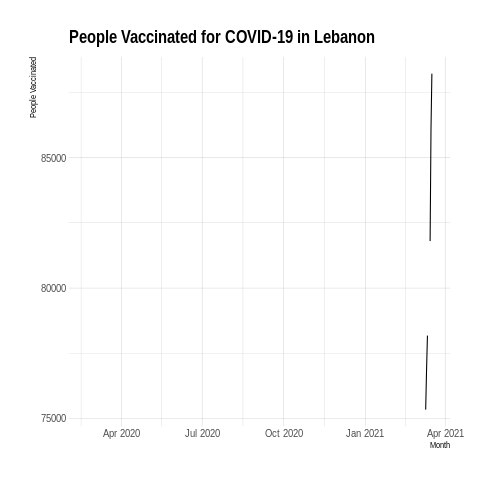 People Vaccinated for COVID-19 in Lebanon
People Vaccinated
85000
80000
75000
Apr 2020 Jul 2020 Oct 2020 Jan 2021 Apr 2021
Month